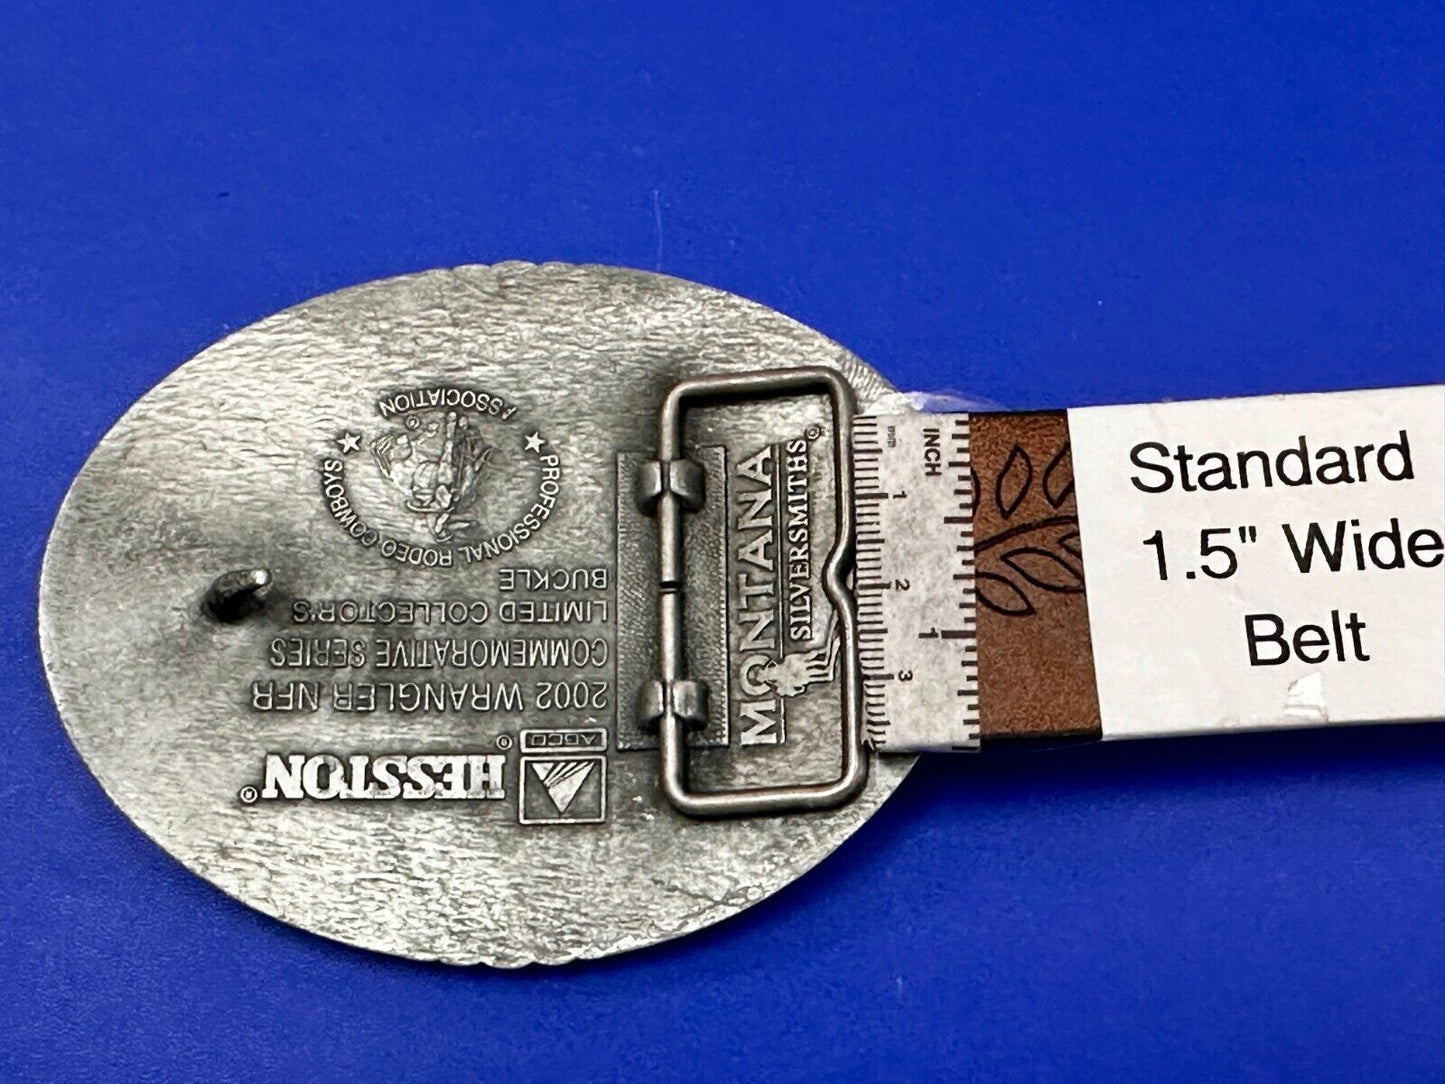 PROFESSIONAL RODEO COWBOYS
ASSOCIATION
HESSTON®
AGCO ®
2002 WRANGLER NFR
COMMEMORATIVE SERIES
LIMITED COLLECTOR'S
BUCKLE
MONTANA
SILVERSMITHS®
mm
INCH
1
2
3
1
Standard
1.5" Wide
Belt